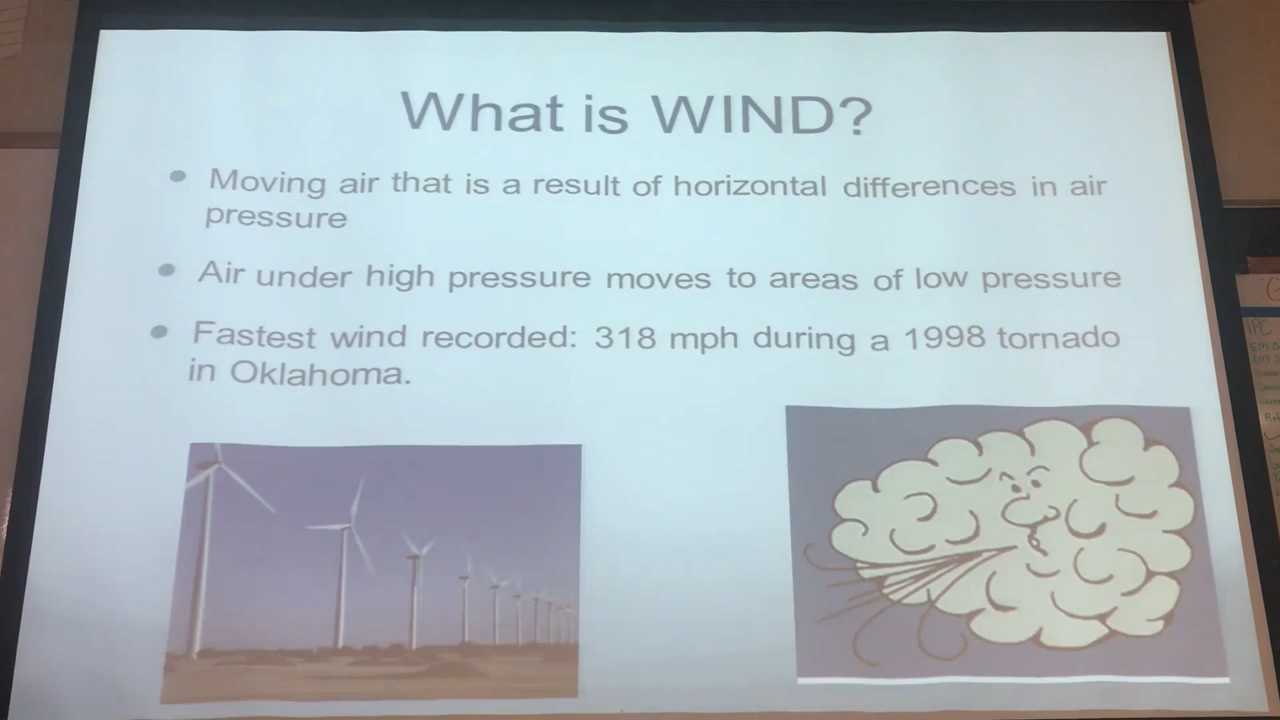 What is WIND?
Moving air that is a result of horizontal differences in air
pressure
Air under high pressure moves to areas of low pressure
Fastest wind recorded: 318 mph during a 1998 tornado
in Oklahoma.
IPC